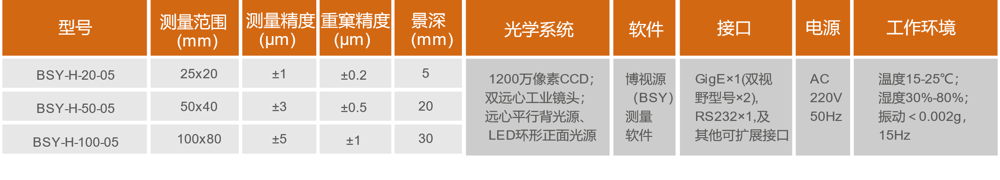 型号
测量范围
(mm)
测量精度
(μm)
重窠精度
(μm)
景深
(mm)
光学系统
软件
接口
电源
工作环境
BSY-H-20-05
25x20
±1
±0.2
5
BSY-H-50-05
50x40
±3
±0.5
20
BSY-H-100-05
100x80
±5
±1
30
1200万像素CCD；
双远心工业镜头；
远心平行背光源、
LED环形正面光源
博视源
（BSY）
测量
软件
GigE×1(双视
野型号×2),
RS232×1,及
其他可扩展接口
AC
220V
50Hz
温度15-25℃；
湿度30%-80%；
振动＜0.002g，
15Hz